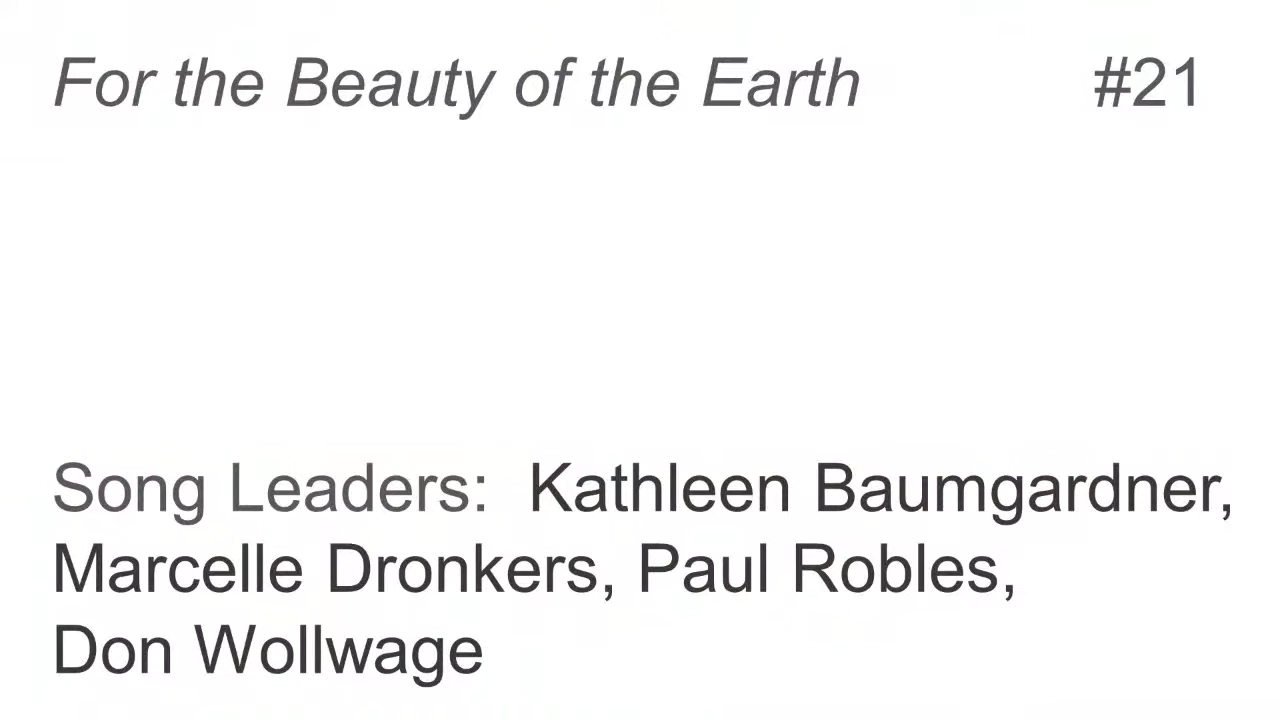 For the Beauty of the Earth #21
Song Leaders: Kathleen Baumgardner,
Marcelle Dronkers, Paul Robles,
Don Wollwage